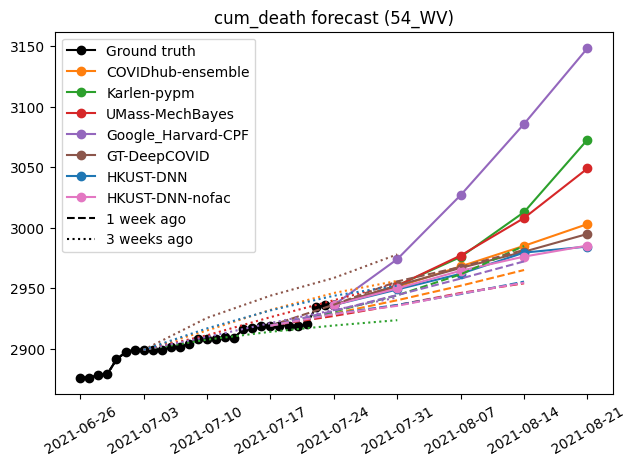 cum_death forecast (54_WV)
3150
3100
3050
3000
2950
2900
Ground truth
COVIDhub-ensemble
Karlen-pypm
UMass-MechBayes
Google_Harvard-CPF
GT-DeepCOVID
HKUST-DNN
HKUST-DNN-nofac
1 week ago
3 weeks ago
2021-06-26
2021-07-03
2021-07-10
2021-07-17
2021-07-24
2021-07-31
2021-08-07
2021-08-14
2021-08-21